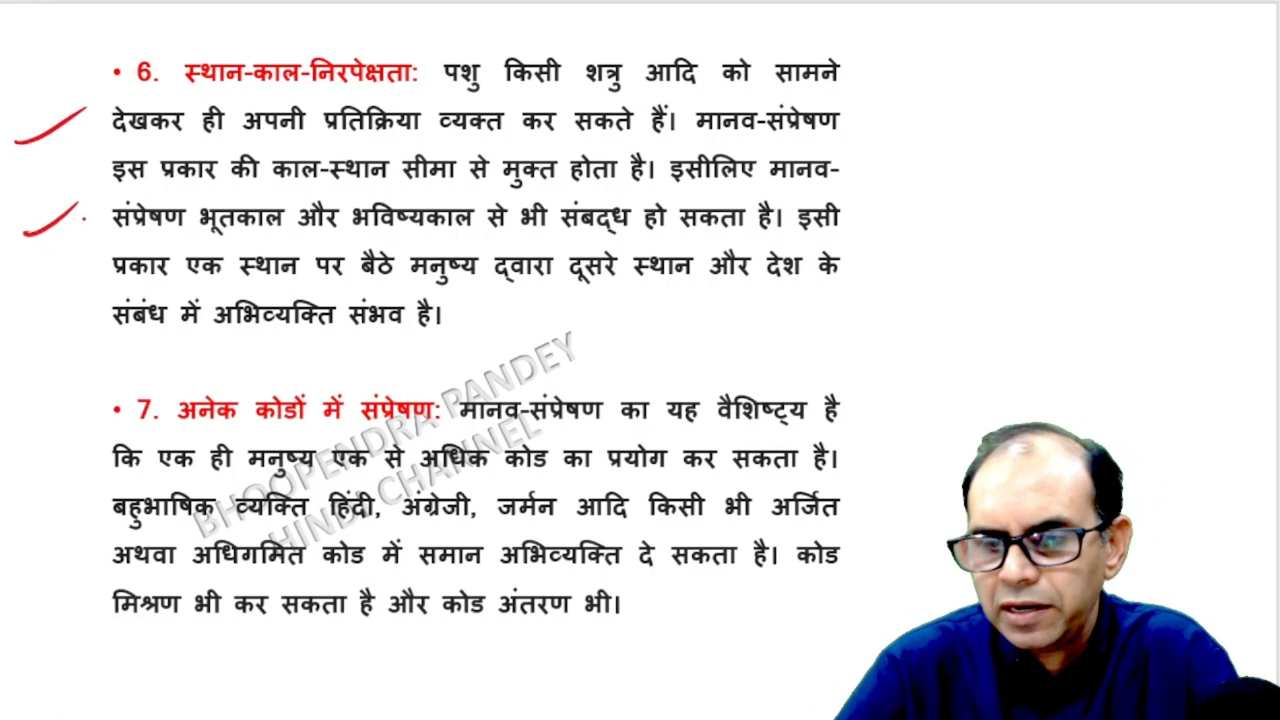 • 6. स्थान-काल-निरपेक्षता: पशु किसी शत्रु आदि को सामने
देखकर ही अपनी प्रतिक्रिया व्यक्त कर सकते हैं। मानव-संप्रेषण
इस प्रकार की काल-स्थान सीमा से मुक्त होता है। इसीलिए मानव-
संप्रेषण भूतकाल और भविष्यकाल से भी संबद्ध हो सकता है। इसी
प्रकार एक स्थान पर बैठे मनुष्य द्वारा दूसरे स्थान और देश के
संबंध में अभिव्यक्ति संभव है।
• 7. अनेक कोडों में संप्रेषण: मानव-संप्रेषण का यह वैशिष्ट्य है
कि एक ही मनुष्य एक से अधिक कोड का प्रयोग कर सकता है।
बहुभाषिक व्यक्ति हिंदी, अंग्रेजी, जर्मन आदि किसी भी अर्जित
अथवा अधिगमित कोड में समान अभिव्यक्ति दे सकता है। कोड
मिश्रण भी कर सकता है और कोड अंतरण भी।
BHOOPENDRA PANDEY
HINDI CHANNEL